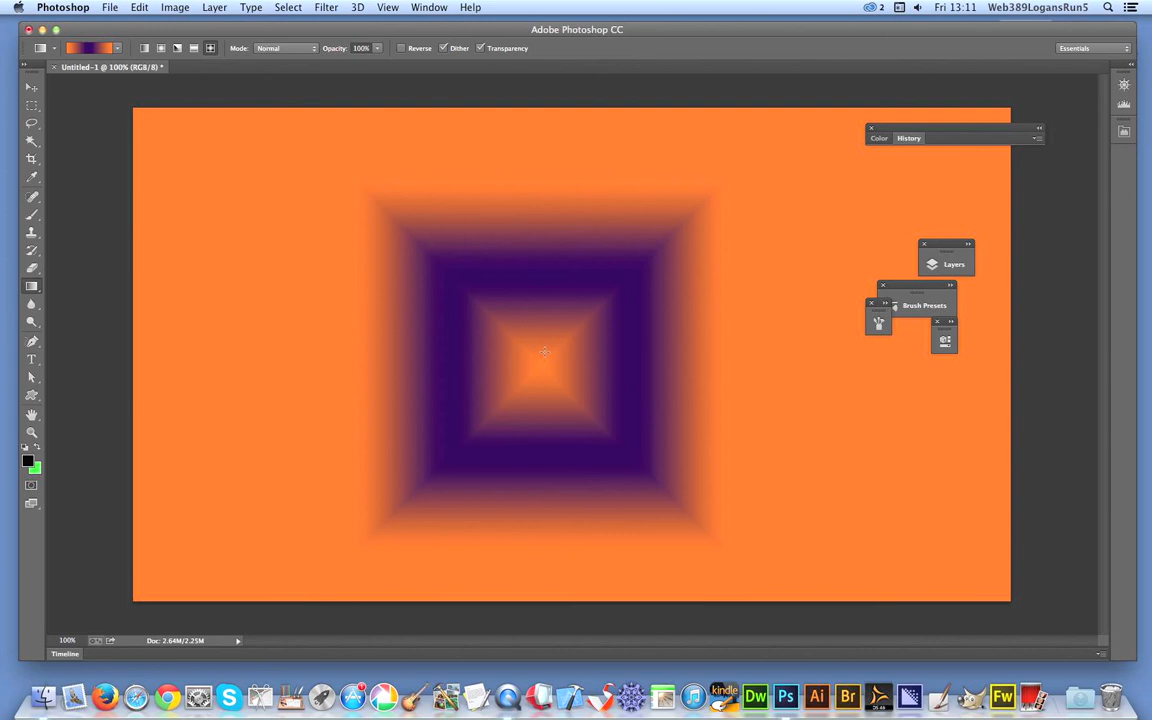 Photoshop File Edit Image Layer Type Select Filter 3D View Window Help 2 Fri 13:11 Web389LogansRun5
Adobe Photoshop CC
Mode: Normal Opacity: 100% Reverse Dither Transparency Essentials
Untitled-1 @ 100% (RGB/8) *
Color History
Layers
Brush Presets
T
100% Doc: 2.64M/2.25M
Timeline
kindle Dw Ps Ai Br Fw